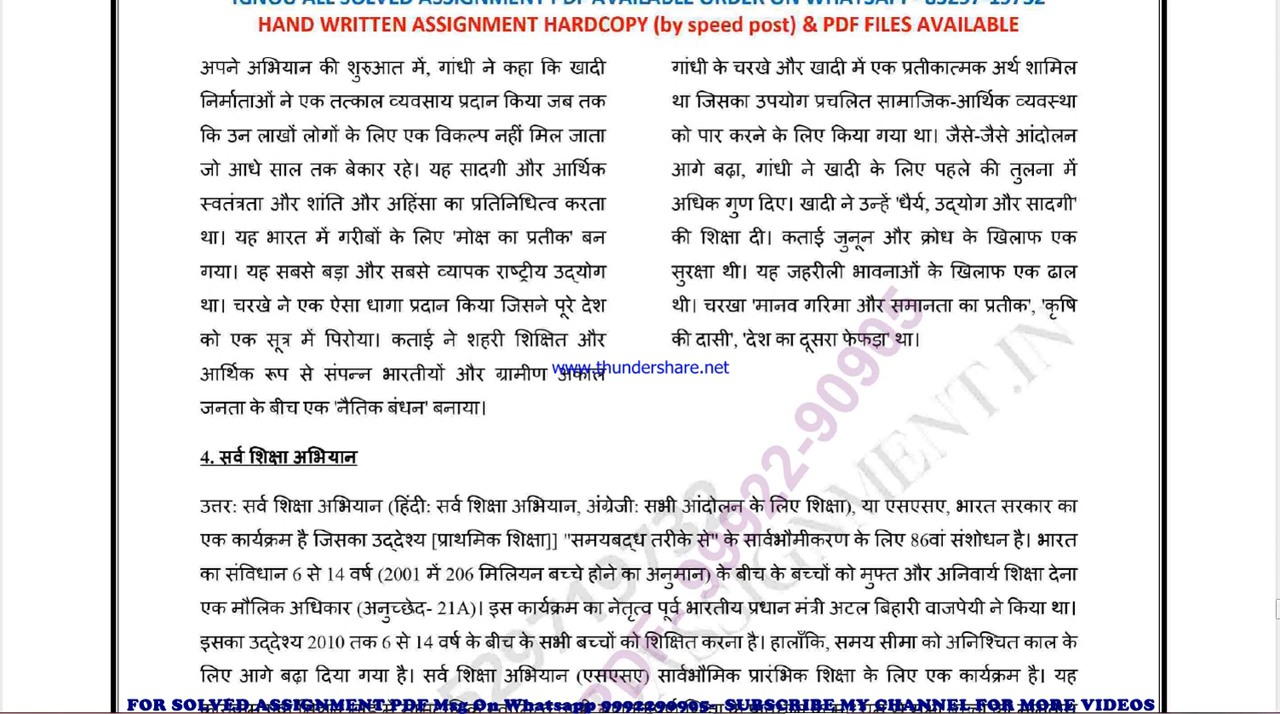 IGNOU ALL SOLVED ASSIGNMENT PDF AVAILABLE ORDER ON WHATSAPP - 85297-19732
HAND WRITTEN ASSIGNMENT HARDCOPY (by speed post) & PDF FILES AVAILABLE
अपने अभियान की शुरुआत में, गांधी ने कहा कि खादी
निर्माताओं ने एक तत्काल व्यवसाय प्रदान किया जब तक
कि उन लाखों लोगों के लिए एक विकल्प नहीं मिल जाता
जो आधे साल तक बेकार रहे। यह सादगी और आर्थिक
स्वतंत्रता और शांति और अहिंसा का प्रतिनिधित्व करता
था। यह भारत में गरीबों के लिए 'मोक्ष का प्रतीक' बन
गया। यह सबसे बड़ा और सबसे व्यापक राष्ट्रीय उद्योग
था। चरखे ने एक ऐसा धागा प्रदान किया जिसने पूरे देश
को एक सूत्र में पिरोया। कताई ने शहरी शिक्षित और
आर्थिक रूप से संपन्न भारतीयों और ग्रामीण अकाल
जनता के बीच एक 'नैतिक बंधन' बनाया।
गांधी के चरखे और खादी में एक प्रतीकात्मक अर्थ शामिल
था जिसका उपयोग प्रचलित सामाजिक-आर्थिक व्यवस्था
को पार करने के लिए किया गया था। जैसे-जैसे आंदोलन
आगे बढ़ा, गांधी ने खादी के लिए पहले की तुलना में
अधिक गुण दिए। खादी ने उन्हें 'धैर्य, उद्योग और सादगी'
की शिक्षा दी। कताई जुनून और क्रोध के खिलाफ एक
सुरक्षा थी। यह जहरीली भावनाओं के खिलाफ एक ढाल
थी। चरखा 'मानव गरिमा और समानता का प्रतीक', 'कृषि
की दासी', 'देश का दूसरा फेफड़ा' था।
www.thundershare.net
4. सर्व शिक्षा अभियान
उत्तर: सर्व शिक्षा अभियान (हिंदी: सर्व शिक्षा अभियान, अंग्रेजी: सभी आंदोलन के लिए शिक्षा), या एसएसए, भारत सरकार का
एक कार्यक्रम है जिसका उद्देश्य [प्राथमिक शिक्षा]] "समयबद्ध तरीके से" के सार्वभौमीकरण के लिए 86वां संशोधन है। भारत
का संविधान 6 से 14 वर्ष (2001 में 206 मिलियन बच्चे होने का अनुमान) के बीच के बच्चों को मुफ्त और अनिवार्य शिक्षा देना
एक मौलिक अधिकार (अनुच्छेद- 21A)। इस कार्यक्रम का नेतृत्व पूर्व भारतीय प्रधान मंत्री अटल बिहारी वाजपेयी ने किया था।
इसका उद्देश्य 2010 तक 6 से 14 वर्ष के बीच के सभी बच्चों को शिक्षित करना है। हालाँकि, समय सीमा को अनिश्चित काल के
लिए आगे बढ़ा दिया गया है। सर्व शिक्षा अभियान (एसएसए) सार्वभौमिक प्रारंभिक शिक्षा के लिए एक कार्यक्रम है। यह
FOR SOLVED ASSIGNMENT PDF Msg On Whatsapp 9992299905- SUBSCRIBE MY CHANNEL FOR MORE VIDEOS